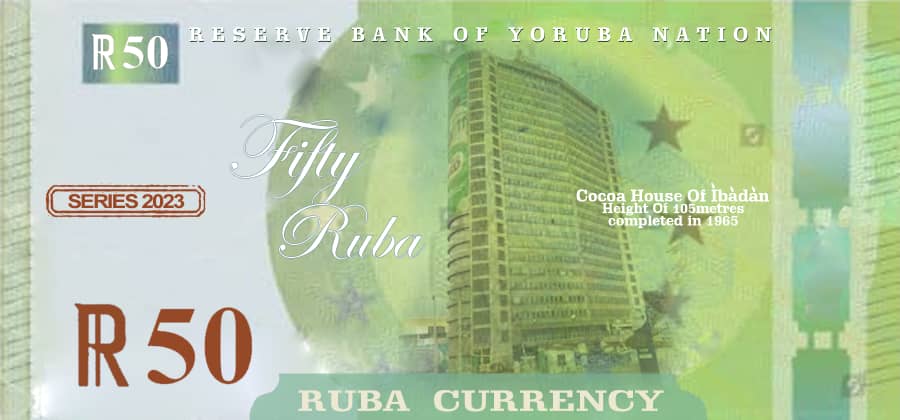 R50
RESERVE BANK OF YORUBA NATION
Fifty
Ruba
SERIES 2023
Cocoa House Of Ìbàdàn
Height Of 105metres
completed in 1965
R50
RUBA CURRENCY